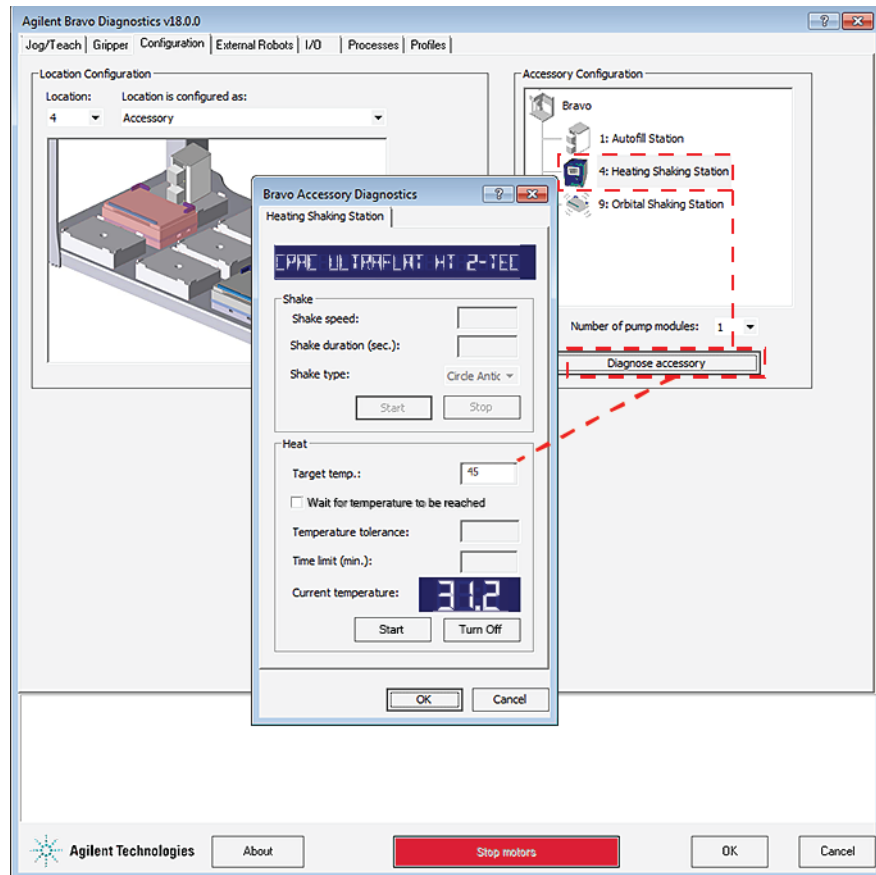 Agilent Bravo Diagnostics v18.0.0
Jog/Teach Gripper Configuration External Robots I/O Processes Profiles
Location Configuration
Location: Location is configured as:
4 Accessory
Accessory Configuration
Bravo
1: Autofill Station
4: Heating Shaking Station
9: Orbital Shaking Station
Number of pump modules: 1
Diagnose accessory
Bravo Accessory Diagnostics
Heating Shaking Station
CPAC ULTRAFLAT HT 2-TEC
Shake
Shake speed:
Shake duration (sec.):
Shake type: Circle Antic
Start Stop
Heat
Target temp.: 45
Wait for temperature to be reached
Temperature tolerance:
Time limit (min.):
Current temperature: 31.2
Start Turn Off
OK Cancel
Agilent Technologies About Stop motors OK Cancel